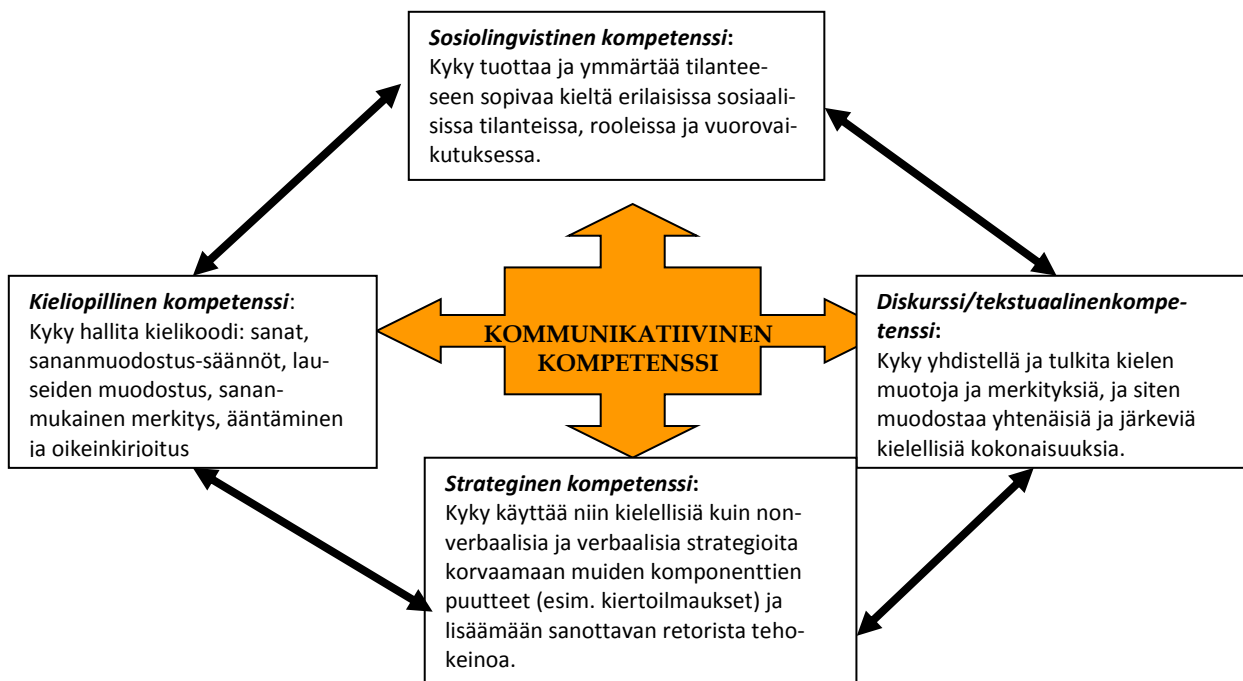 Sosiolingvistinen kompetenssi:
Kyky tuottaa ja ymmärtää tilantee-
seen sopivaa kieltä erilaisissa sosiaali-
sissa tilanteissa, rooleissa ja vuorovai-
kutuksessa.
Kieliopillinen kompetenssi:
Kyky hallita kielikoodi: sanat,
sananmuodostus-säännöt, lau-
seiden muodostus, sanan-
mukainen merkitys, ääntäminen
ja oikeinkirjoitus
KOMMUNIKATIIVINEN
KOMPETENSSI
Diskurssi/tekstuaalinenkompe-
tenssi:
Kyky yhdistellä ja tulkita kielen
muotoja ja merkityksiä, ja siten
muodostaa yhtenäisiä ja järkeviä
kielellisiä kokonaisuuksia.
Strateginen kompetenssi:
Kyky käyttää niin kielellisiä kuin non-
verbaalisia ja verbaalisia strategioita
korvaamaan muiden komponenttien
puutteet (esim. kiertoilmaukset) ja
lisäämään sanottavan retorista teho-
keinoa.